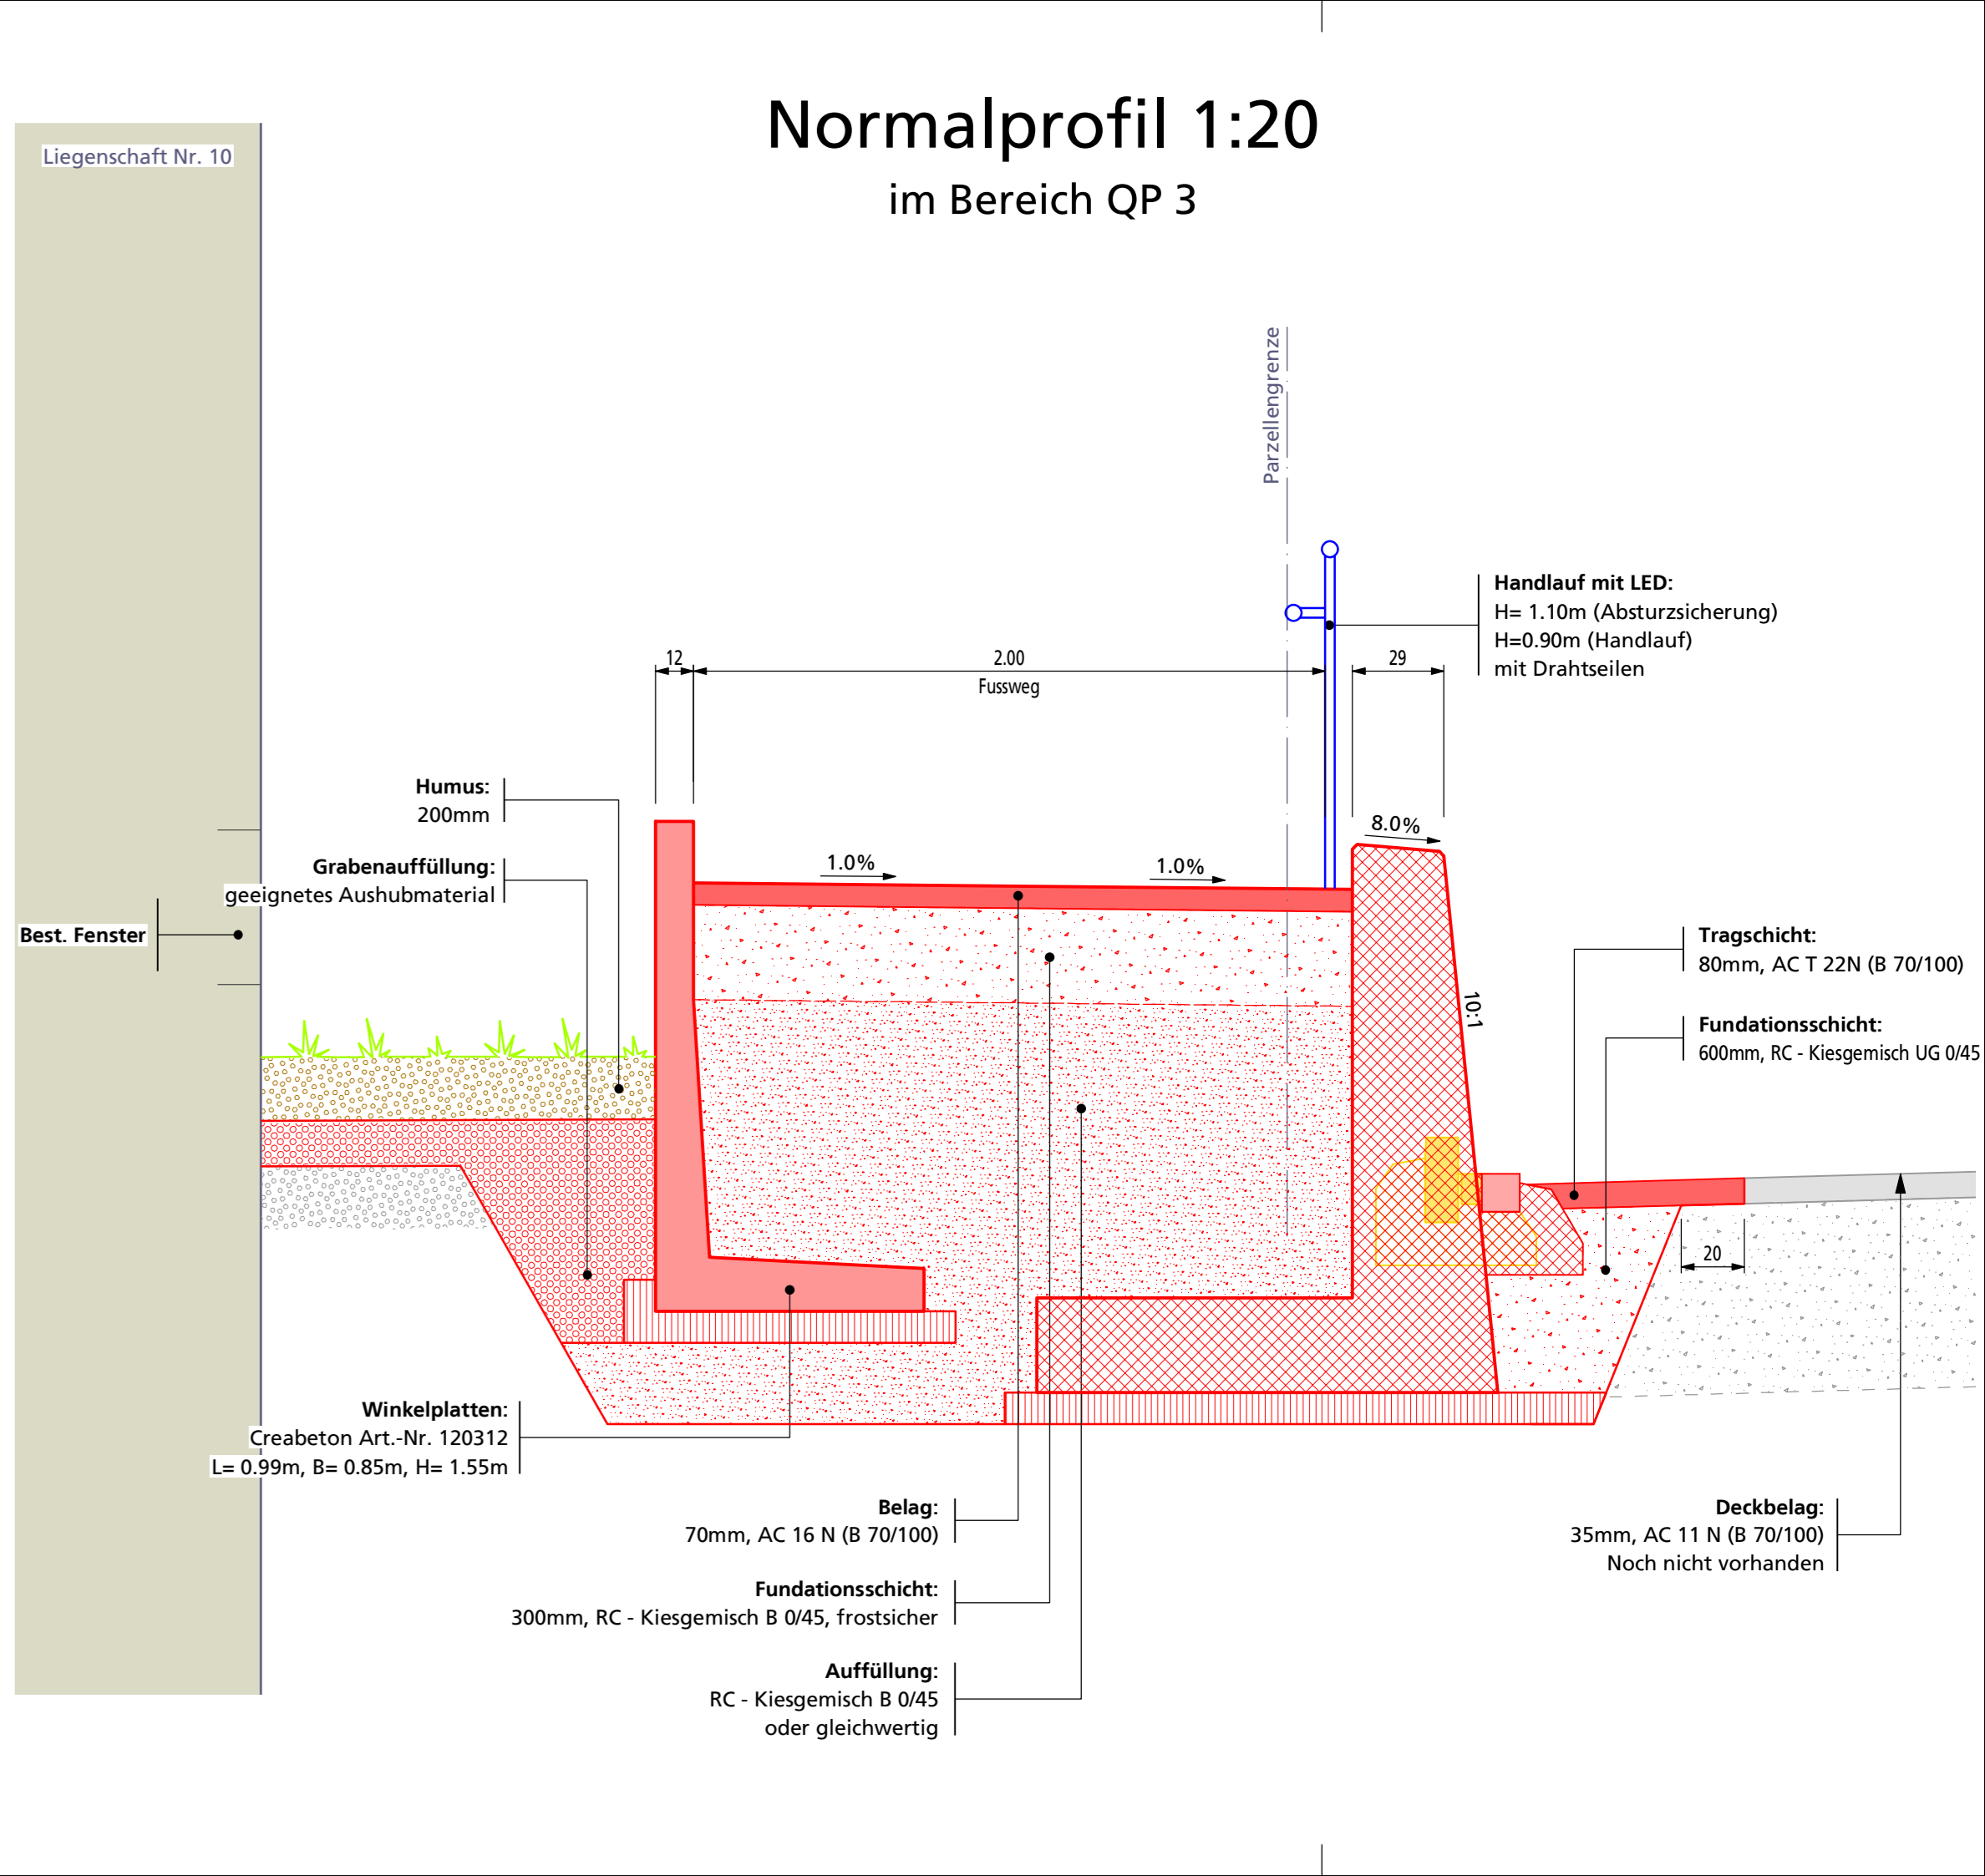 Normalprofil 1:20
im Bereich QP 3
Liegenschaft Nr. 10
Parzellengrenze
Handlauf mit LED:
H= 1.10m (Absturzsicherung)
H=0.90m (Handlauf)
mit Drahtseilen
12
2.00
29
Fussweg
Humus:
200mm
8.0%
Grabenauffüllung:
geeignetes Aushubmaterial
1.0%
1.0%
Best. Fenster
Tragschicht:
80mm, AC T 22N (B 70/100)
10:1
Fundationsschicht:
600mm, RC - Kiesgemisch UG 0/45
20
Winkelplatten:
Creabeton Art.-Nr. 120312
L= 0.99m, B= 0.85m, H= 1.55m
Belag:
70mm, AC 16 N (B 70/100)
Deckbelag:
35mm, AC 11 N (B 70/100)
Noch nicht vorhanden
Fundationsschicht:
300mm, RC - Kiesgemisch B 0/45, frostsicher
Auffüllung:
RC - Kiesgemisch B 0/45
oder gleichwertig